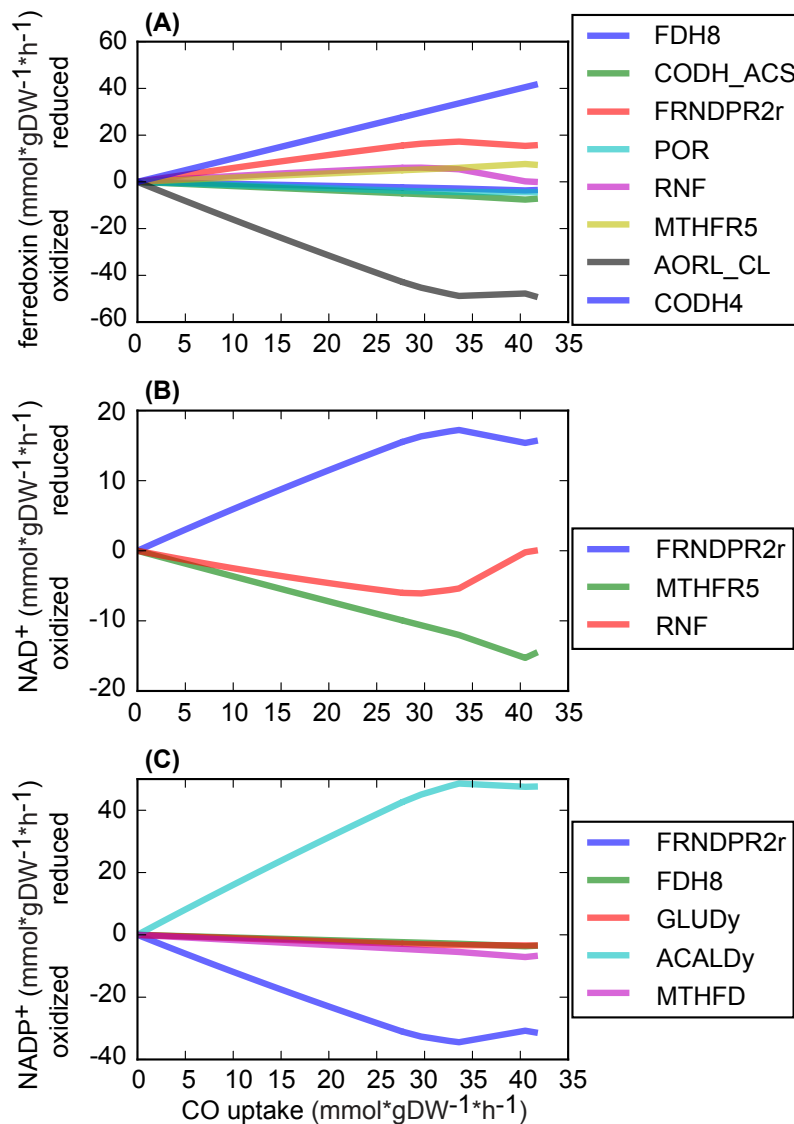 (A)
ferredoxin (mmol*gDW-1*h-1)
oxidized reduced
60
40
20
0
-20
-40
-60
0 5 10 15 20 25 30 35 40 35
FDH8
CODH_ACS
FRNDPR2r
POR
RNF
MTHFR5
AORL_CL
CODH4
(B)
NAD+ (mmol*gDW-1*h-1)
oxidized reduced
20
10
0
-10
-20
0 5 10 15 20 25 30 35 40 35
FRNDPR2r
MTHFR5
RNF
(C)
NADP+ (mmol*gDW-1*h-1)
oxidized reduced
40
20
0
-20
-40
0 5 10 15 20 25 30 35 40 35
CO uptake (mmol*gDW-1*h-1)
FRNDPR2r
FDH8
GLUDy
ACALDy
MTHFD